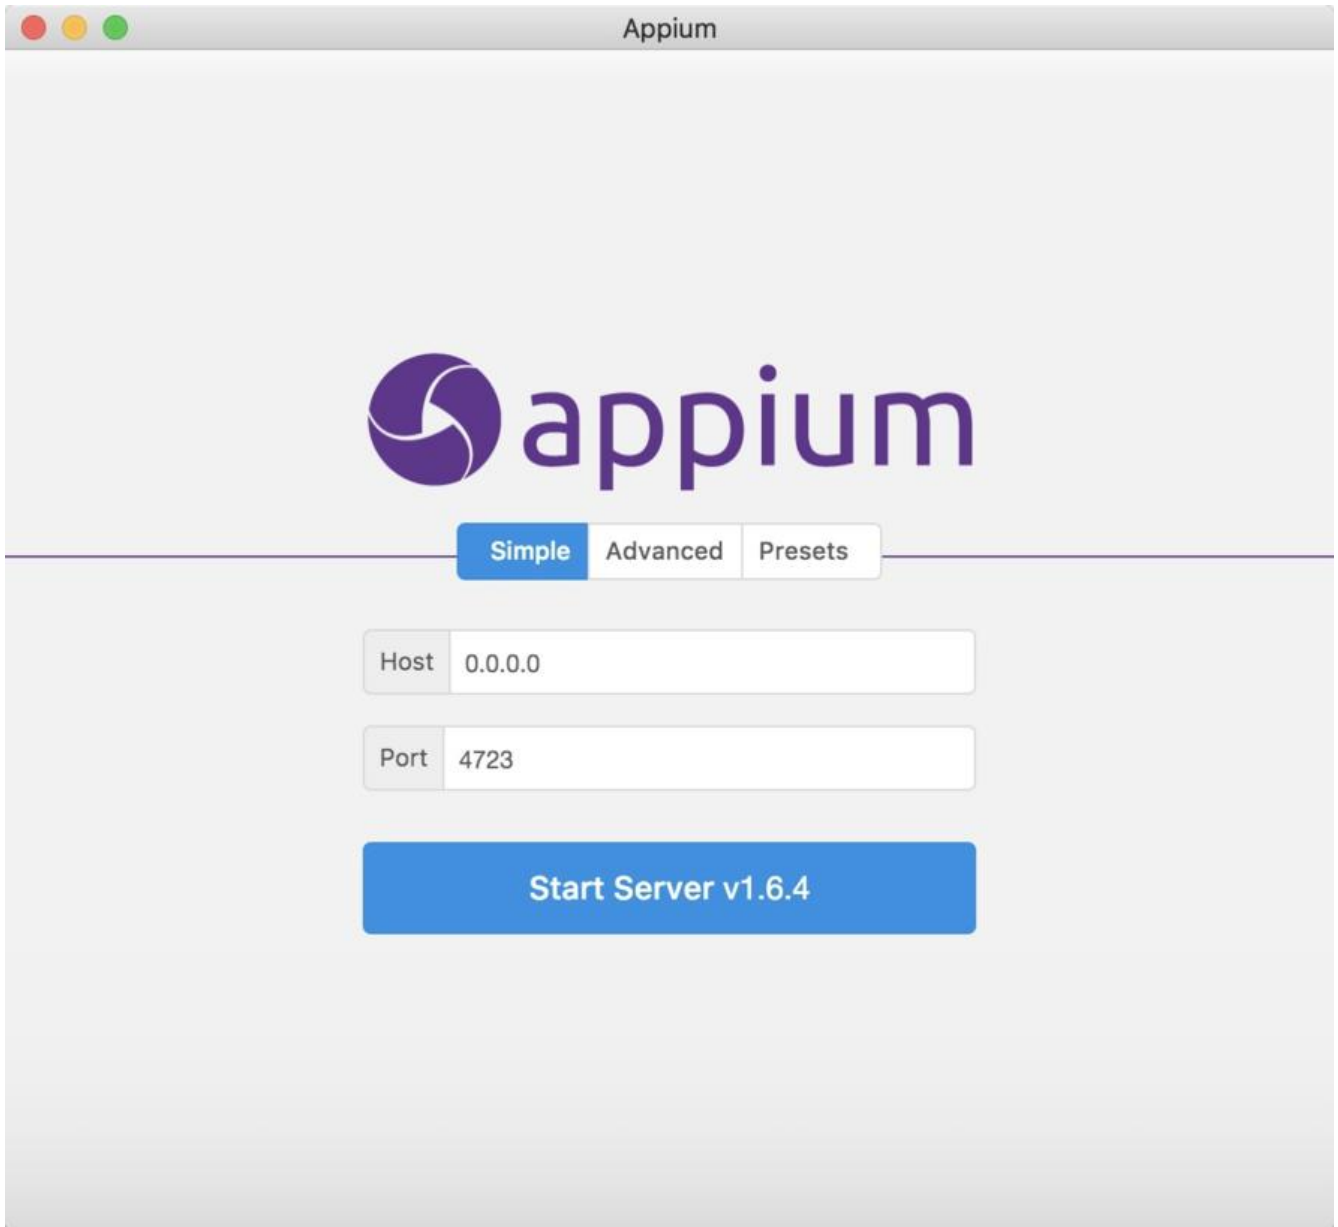 Appium
appium
Simple Advanced Presets
Host 0.0.0.0
Port 4723
Start Server v1.6.4